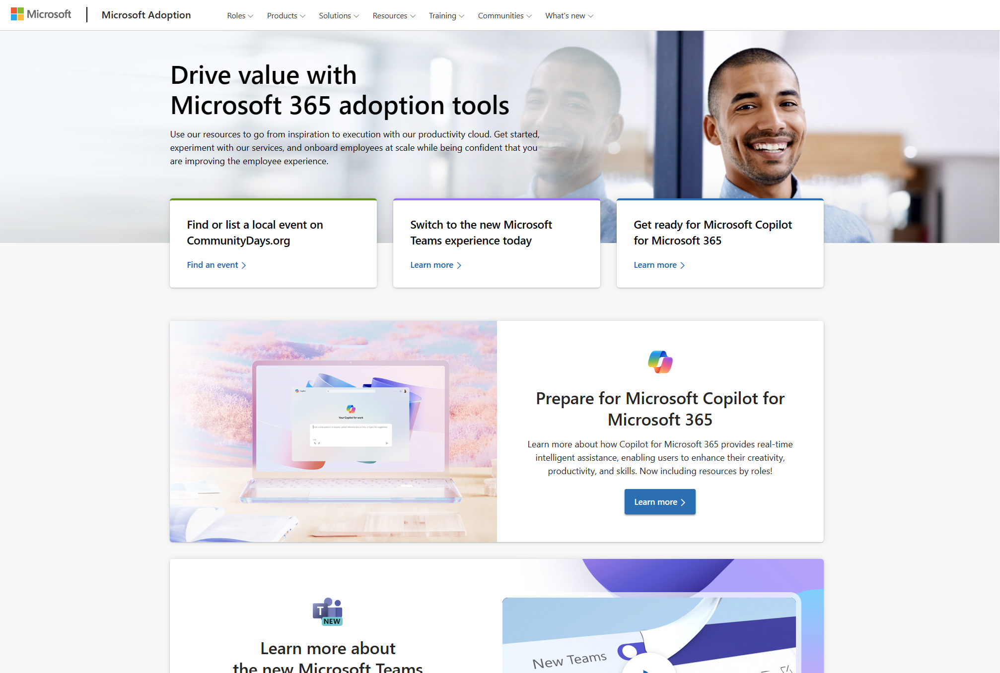 Microsoft
Microsoft Adoption
Roles
Products
Solutions
Resources
Training
Communities
What's new
Drive value with
Microsoft 365 adoption tools
Use our resources to go from inspiration to execution with our productivity cloud. Get started,
experiment with our services, and onboard employees at scale while being confident that you
are improving the employee experience.
Find or list a local event on
CommunityDays.org
Find an event
Switch to the new Microsoft
Teams experience today
Learn more
Get ready for Microsoft Copilot
for Microsoft 365
Learn more
Copilot
Your Copilot for work
Prepare for Microsoft Copilot for
Microsoft 365
Learn more about how Copilot for Microsoft 365 provides real-time
intelligent assistance, enabling users to enhance their creativity,
productivity, and skills. Now including resources by roles!
Learn more
T
NEW
Learn more about
the new Microsoft Teams
New Teams